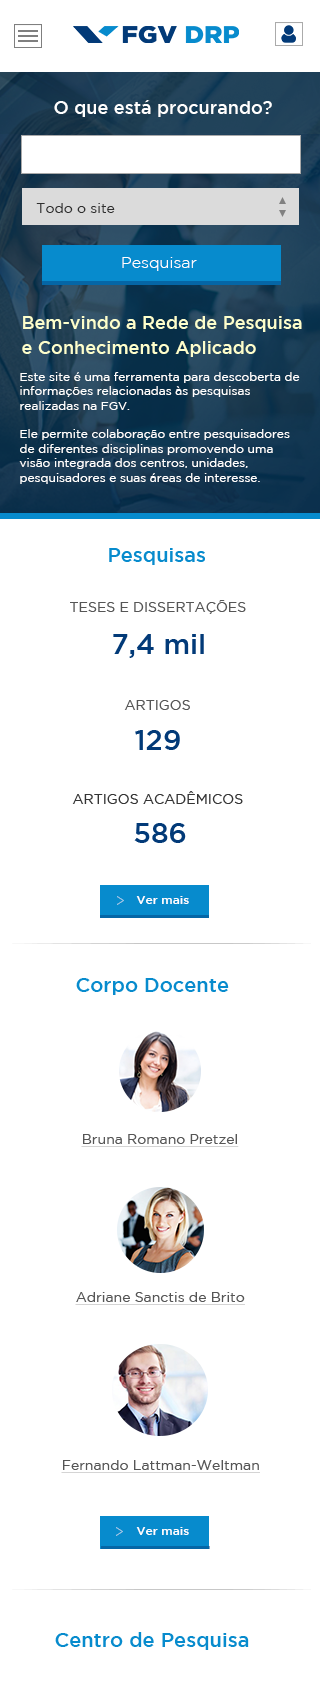 FGV DRP
O que está procurando?
Todo o site
Pesquisar
Bem-vindo a Rede de Pesquisa
e Conhecimento Aplicado
Este site é uma ferramenta para descoberta de
informações relacionadas às pesquisas
realizadas na FGV.
Ele permite colaboração entre pesquisadores
de diferentes disciplinas promovendo uma
visão integrada dos centros, unidades,
pesquisadores e suas áreas de interesse.
Pesquisas
TESES E DISSERTAÇÕES
7,4 mil
ARTIGOS
129
ARTIGOS ACADÊMICOS
586
Ver mais
Corpo Docente
Bruna Romano Pretzel
Adriane Sanctis de Brito
Fernando Lattman-Weltman
Ver mais
Centro de Pesquisa